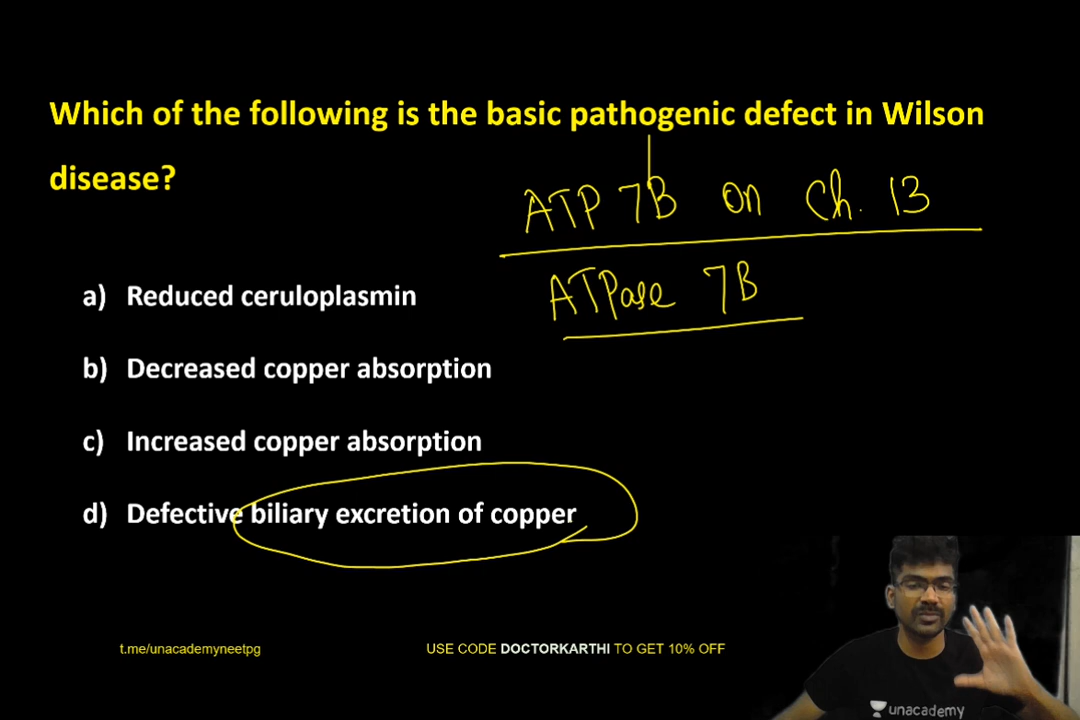 Which of the following is the basic pathogenic defect in Wilson
disease?
ATP 7B on Ch. 13
ATPase 7B
a) Reduced ceruloplasmin
b) Decreased copper absorption
c) Increased copper absorption
d) Defective biliary excretion of copper
t.me/unacademyneetpg
USE CODE DOCTORKARTHI TO GET 10% OFF
unacademy